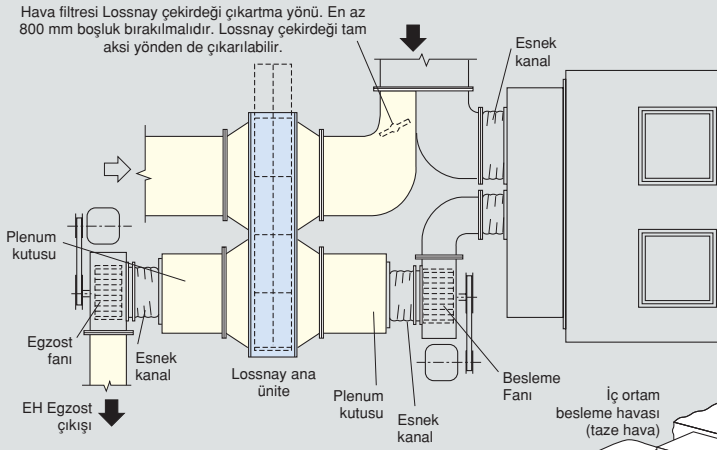 Hava filtresi Lossnay çekirdeği çıkartma yönü. En az
800 mm boşluk bırakılmalıdır. Lossnay çekirdeği tam
aksi yönden de çıkarılabilir.
Esnek
kanal
Plenum
kutusu
Egzost
fanı
Esnek
kanal
Lossnay ana
ünite
Plenum
kutusu
Esnek
kanal
Besleme
Fanı
EH Egzost
çıkışı
İç ortam
besleme havası
(taze hava)